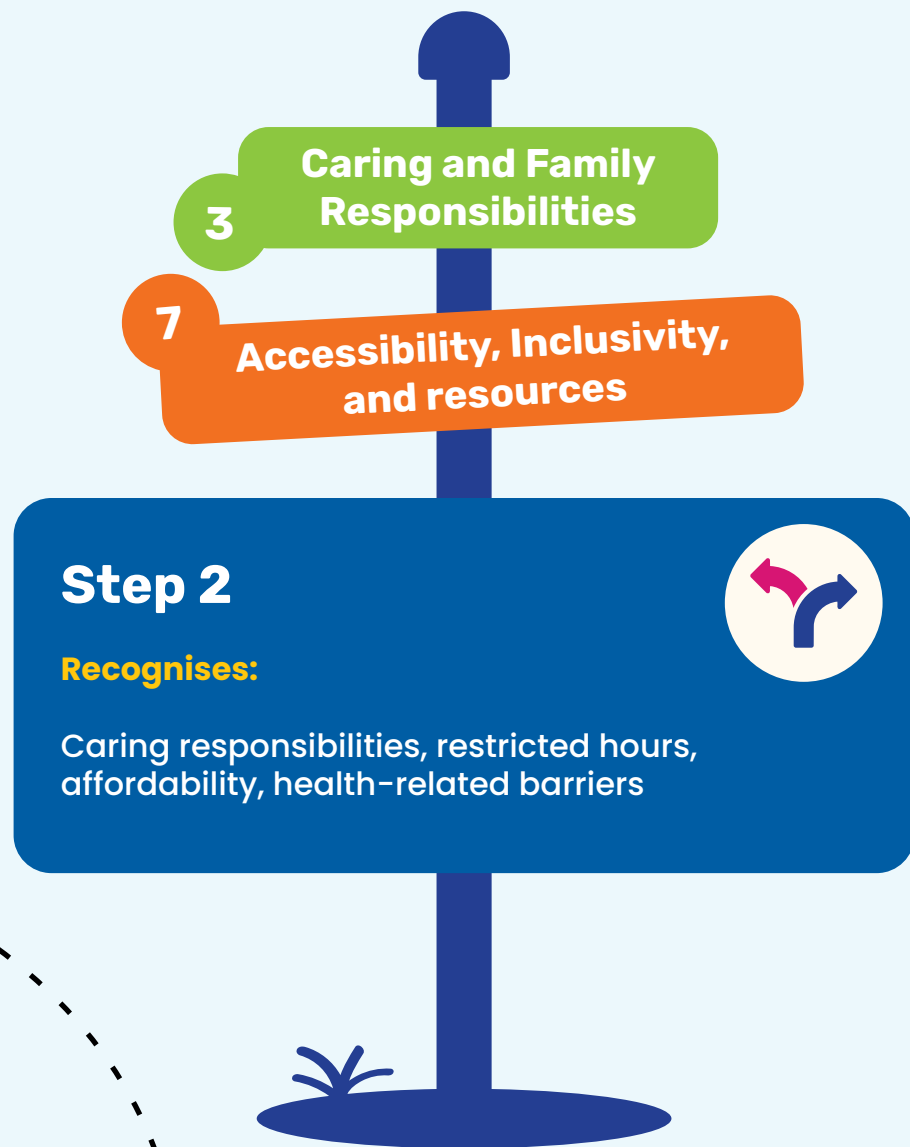 Caring and Family
Responsibilities
3
7
Accessibility, Inclusivity,
and resources
Step 2
Recognises:
Caring responsibilities, restricted hours,
affordability, health-related barriers